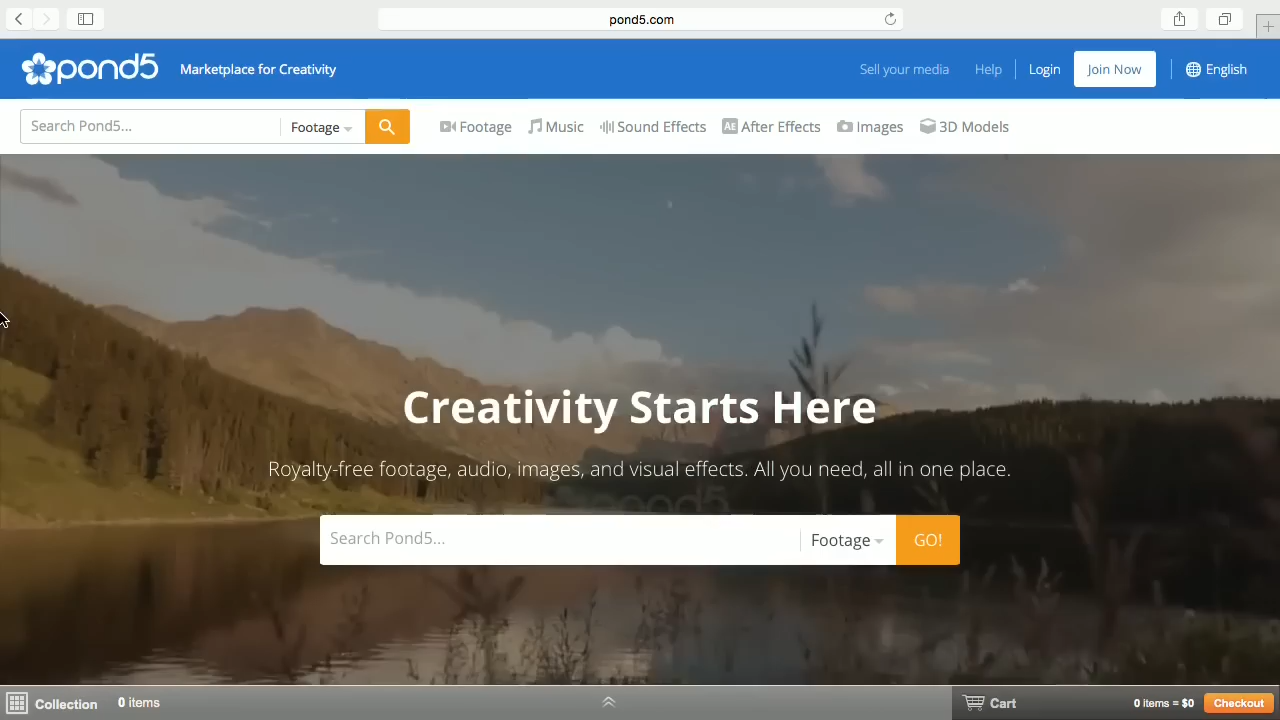 pond5.com
pond5 Marketplace for Creativity Sell your media Help Login Join Now English
Search Pond5... Footage Footage Music Sound Effects AE After Effects Images 3D Models
Creativity Starts Here
Royalty-free footage, audio, images, and visual effects. All you need, all in one place.
pond5
Search Pond5... Footage GO!
Collection 0 items Cart 0 items = $0 Checkout